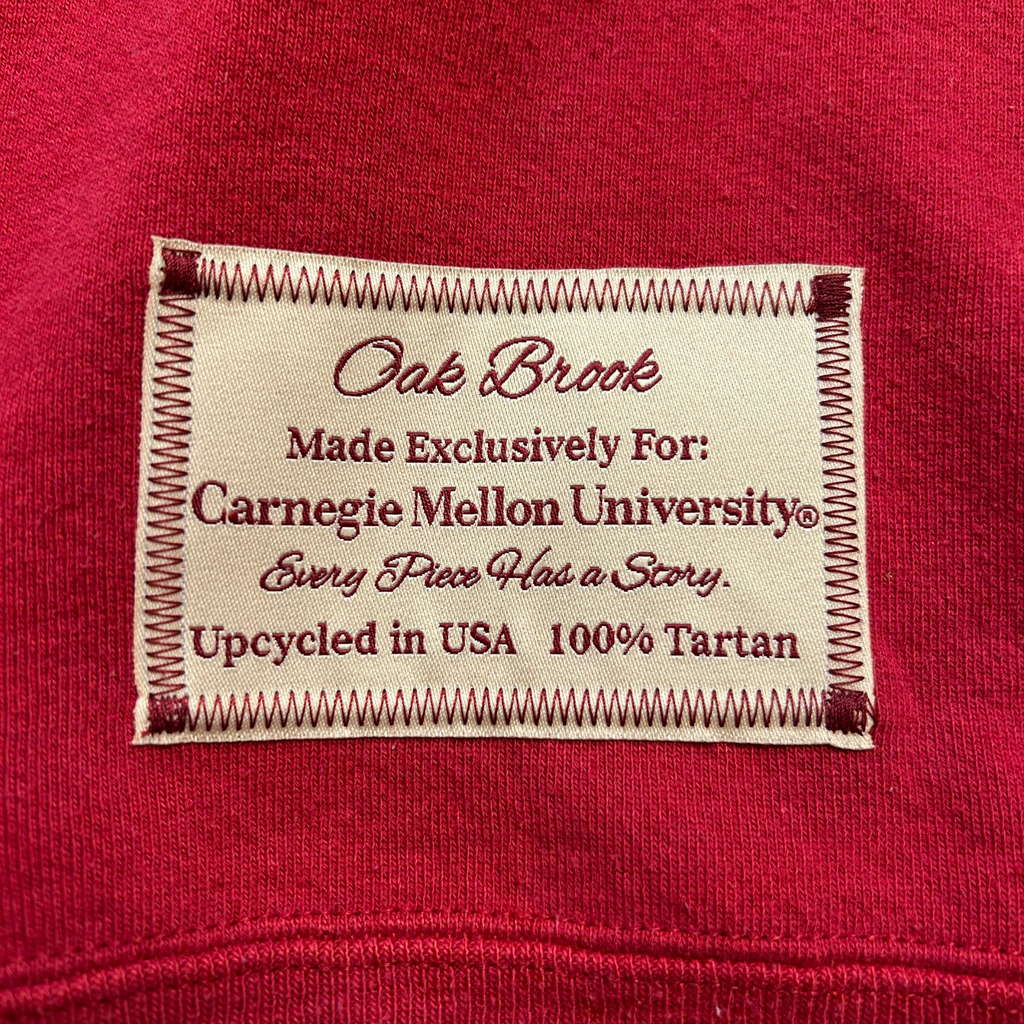 Oak Brook
Made Exclusively For:
Carnegie Mellon University®
Every Piece Has a Story.
Upcycled in USA 100% Tartan